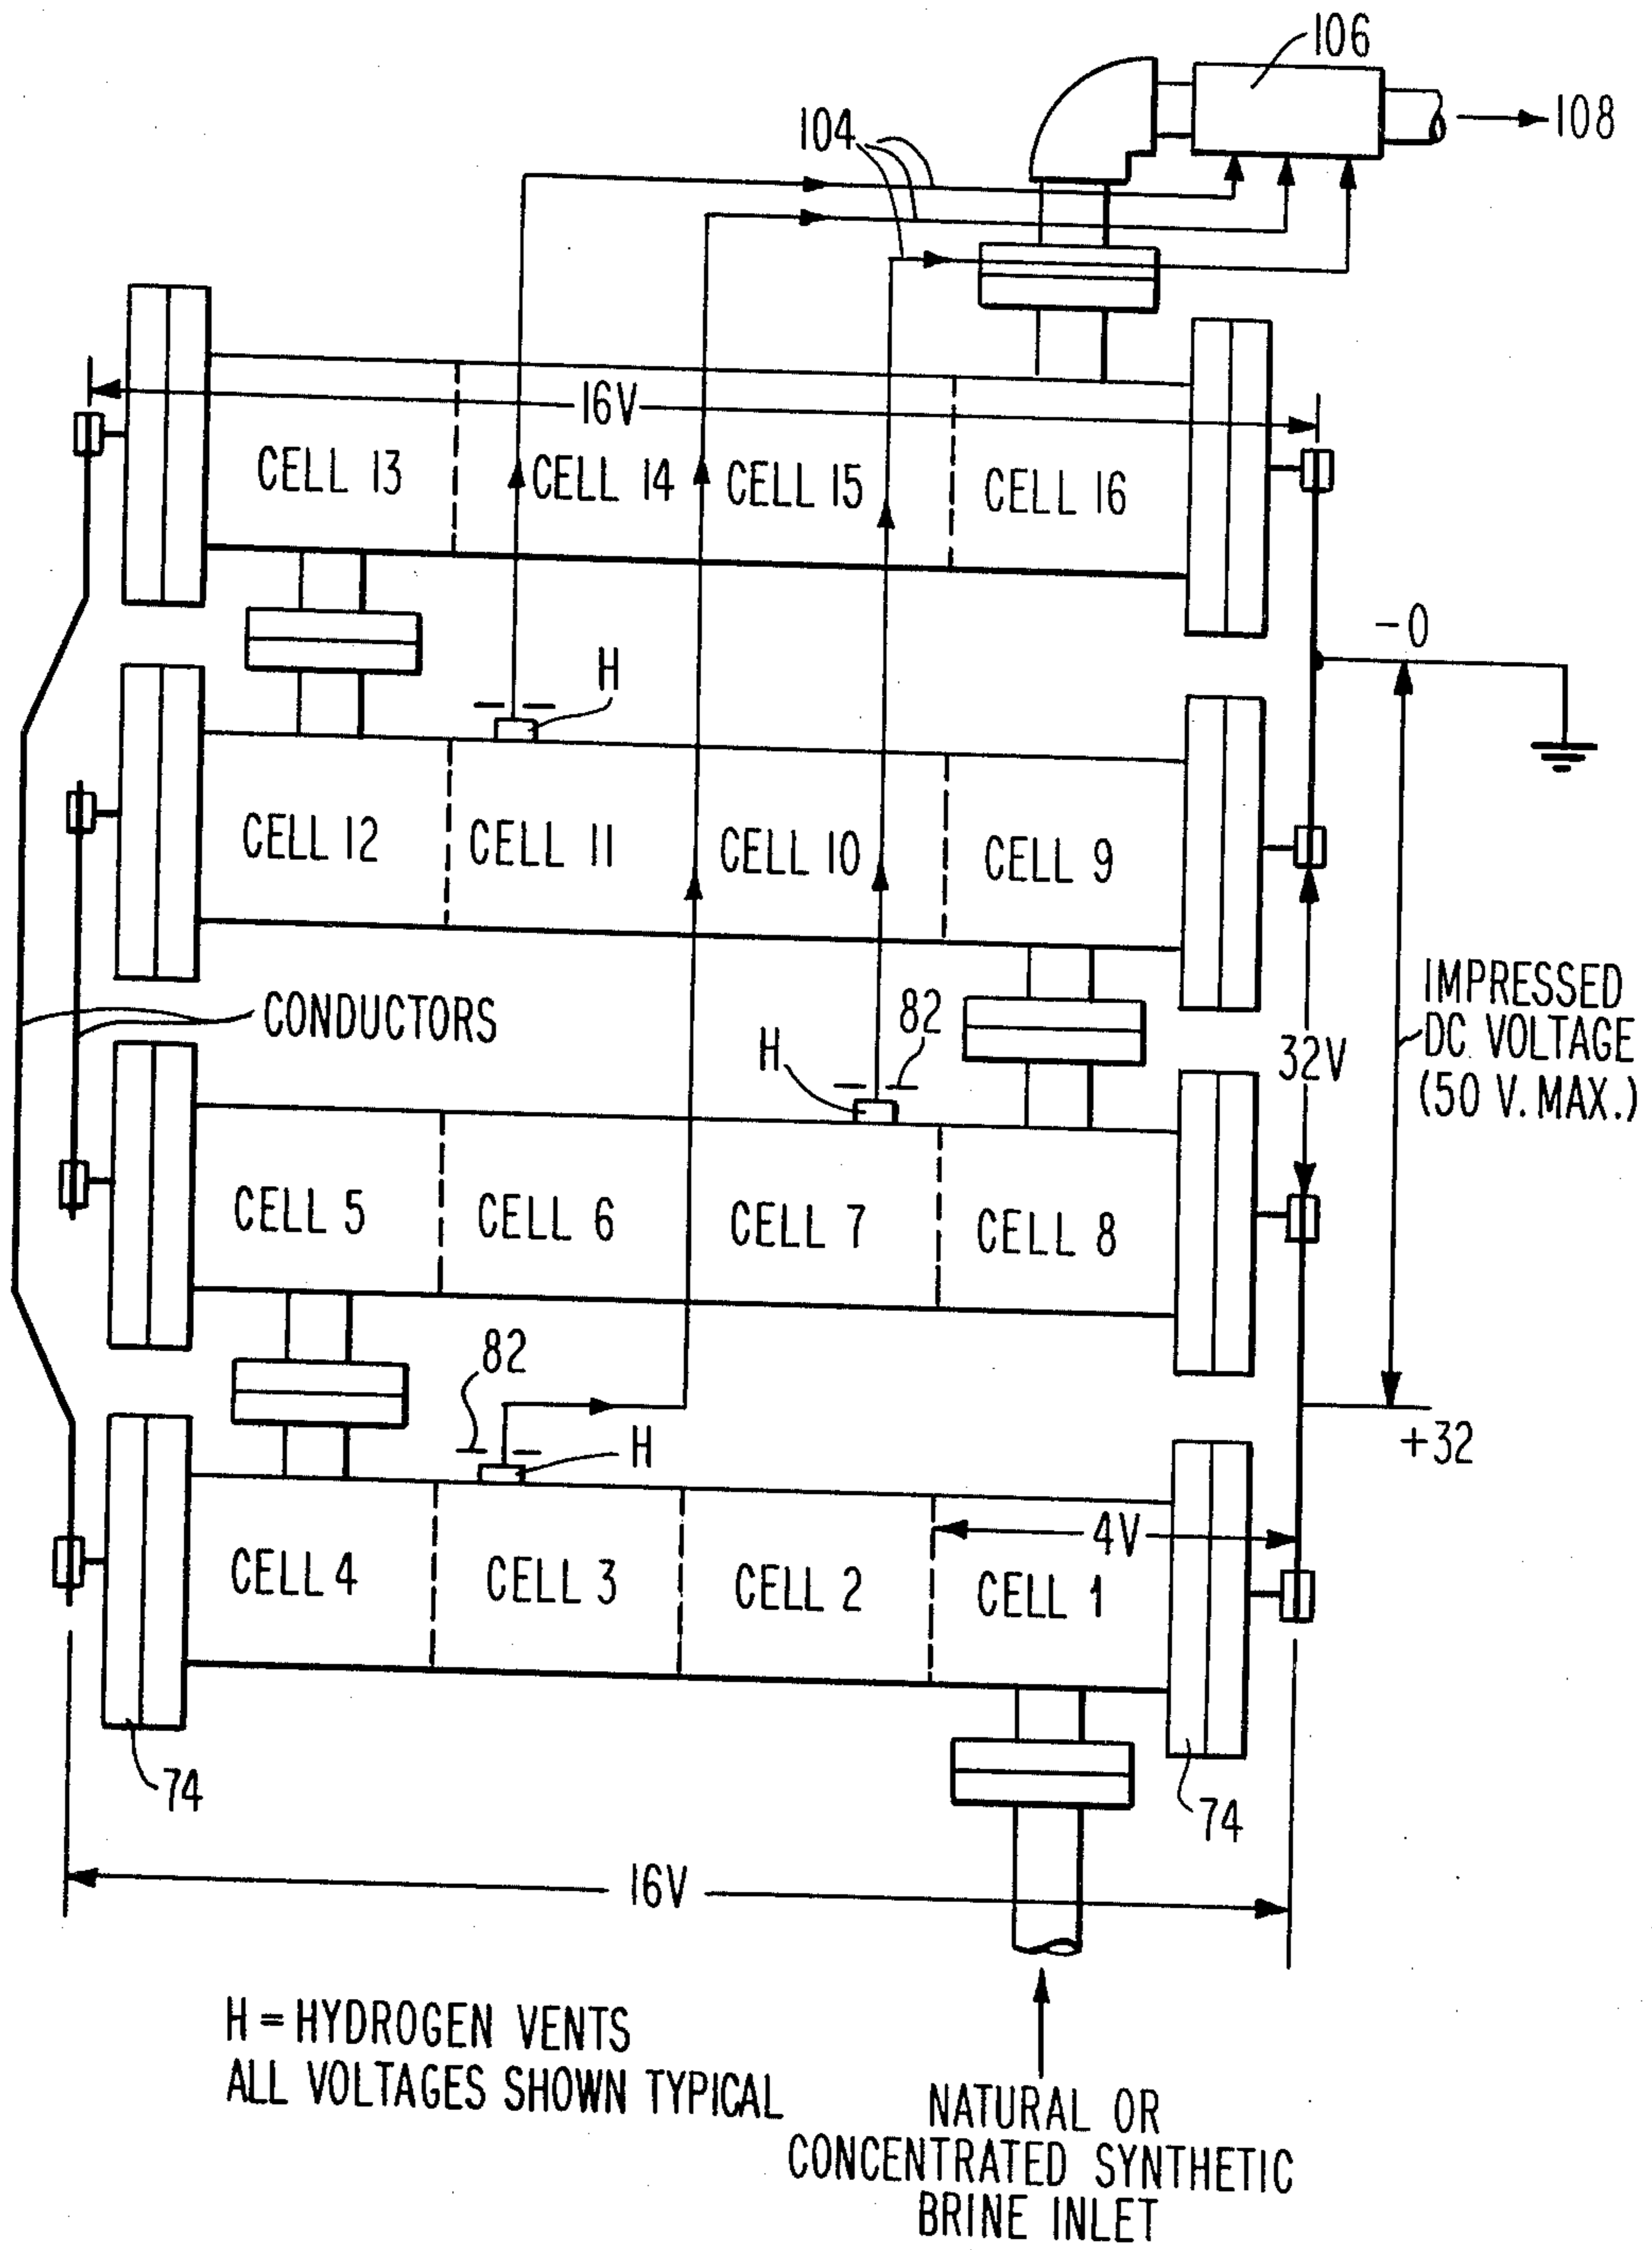 106
108
104
16V
CELL 13
CELL 14
CELL 15
CELL 16
-0
H
CELL 12
CELL 11
CELL 10
CELL 9
IMPRESSED
DC VOLTAGE
(50 V. MAX.)
CONDUCTORS
82
H
32V
CELL 5
CELL 6
CELL 7
CELL 8
82
H
+32
4V
CELL 4
CELL 3
CELL 2
CELL 1
74
74
16V
H = HYDROGEN VENTS
ALL VOLTAGES SHOWN TYPICAL
NATURAL OR
CONCENTRATED SYNTHETIC
BRINE INLET